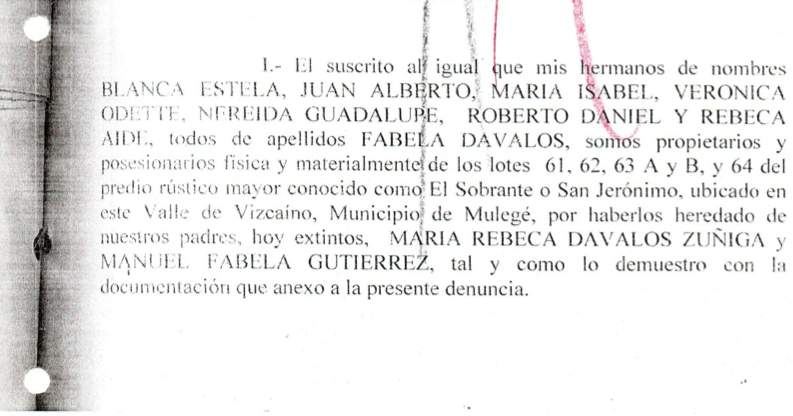 I.- El suscrito al igual que mis hermanos de nombres
BLANCA ESTELA, JUAN ALBERTO, MARIA ISABEL, VERONICA
ODETTE, NEREIDA GUADALUPE, ROBERTO DANIEL Y REBECA
AIDE, todos de apellidos FABELA DAVALOS, somos propietarios y
posesionarios física y materialmente de los lotes 61, 62, 63 A y B, y 64 del
predio rústico mayor conocido como El Sobrante o San Jerónimo, ubicado en
este Valle de Vizcaíno, Municipio de Mulegé, por haberlos heredado de
nuestros padres, hoy extintos, MARIA REBECA DAVALOS ZUÑIGA y
MANUEL FABELA GUTIERREZ, tal y como lo demuestro con la
documentación que anexo a la presente denuncia.